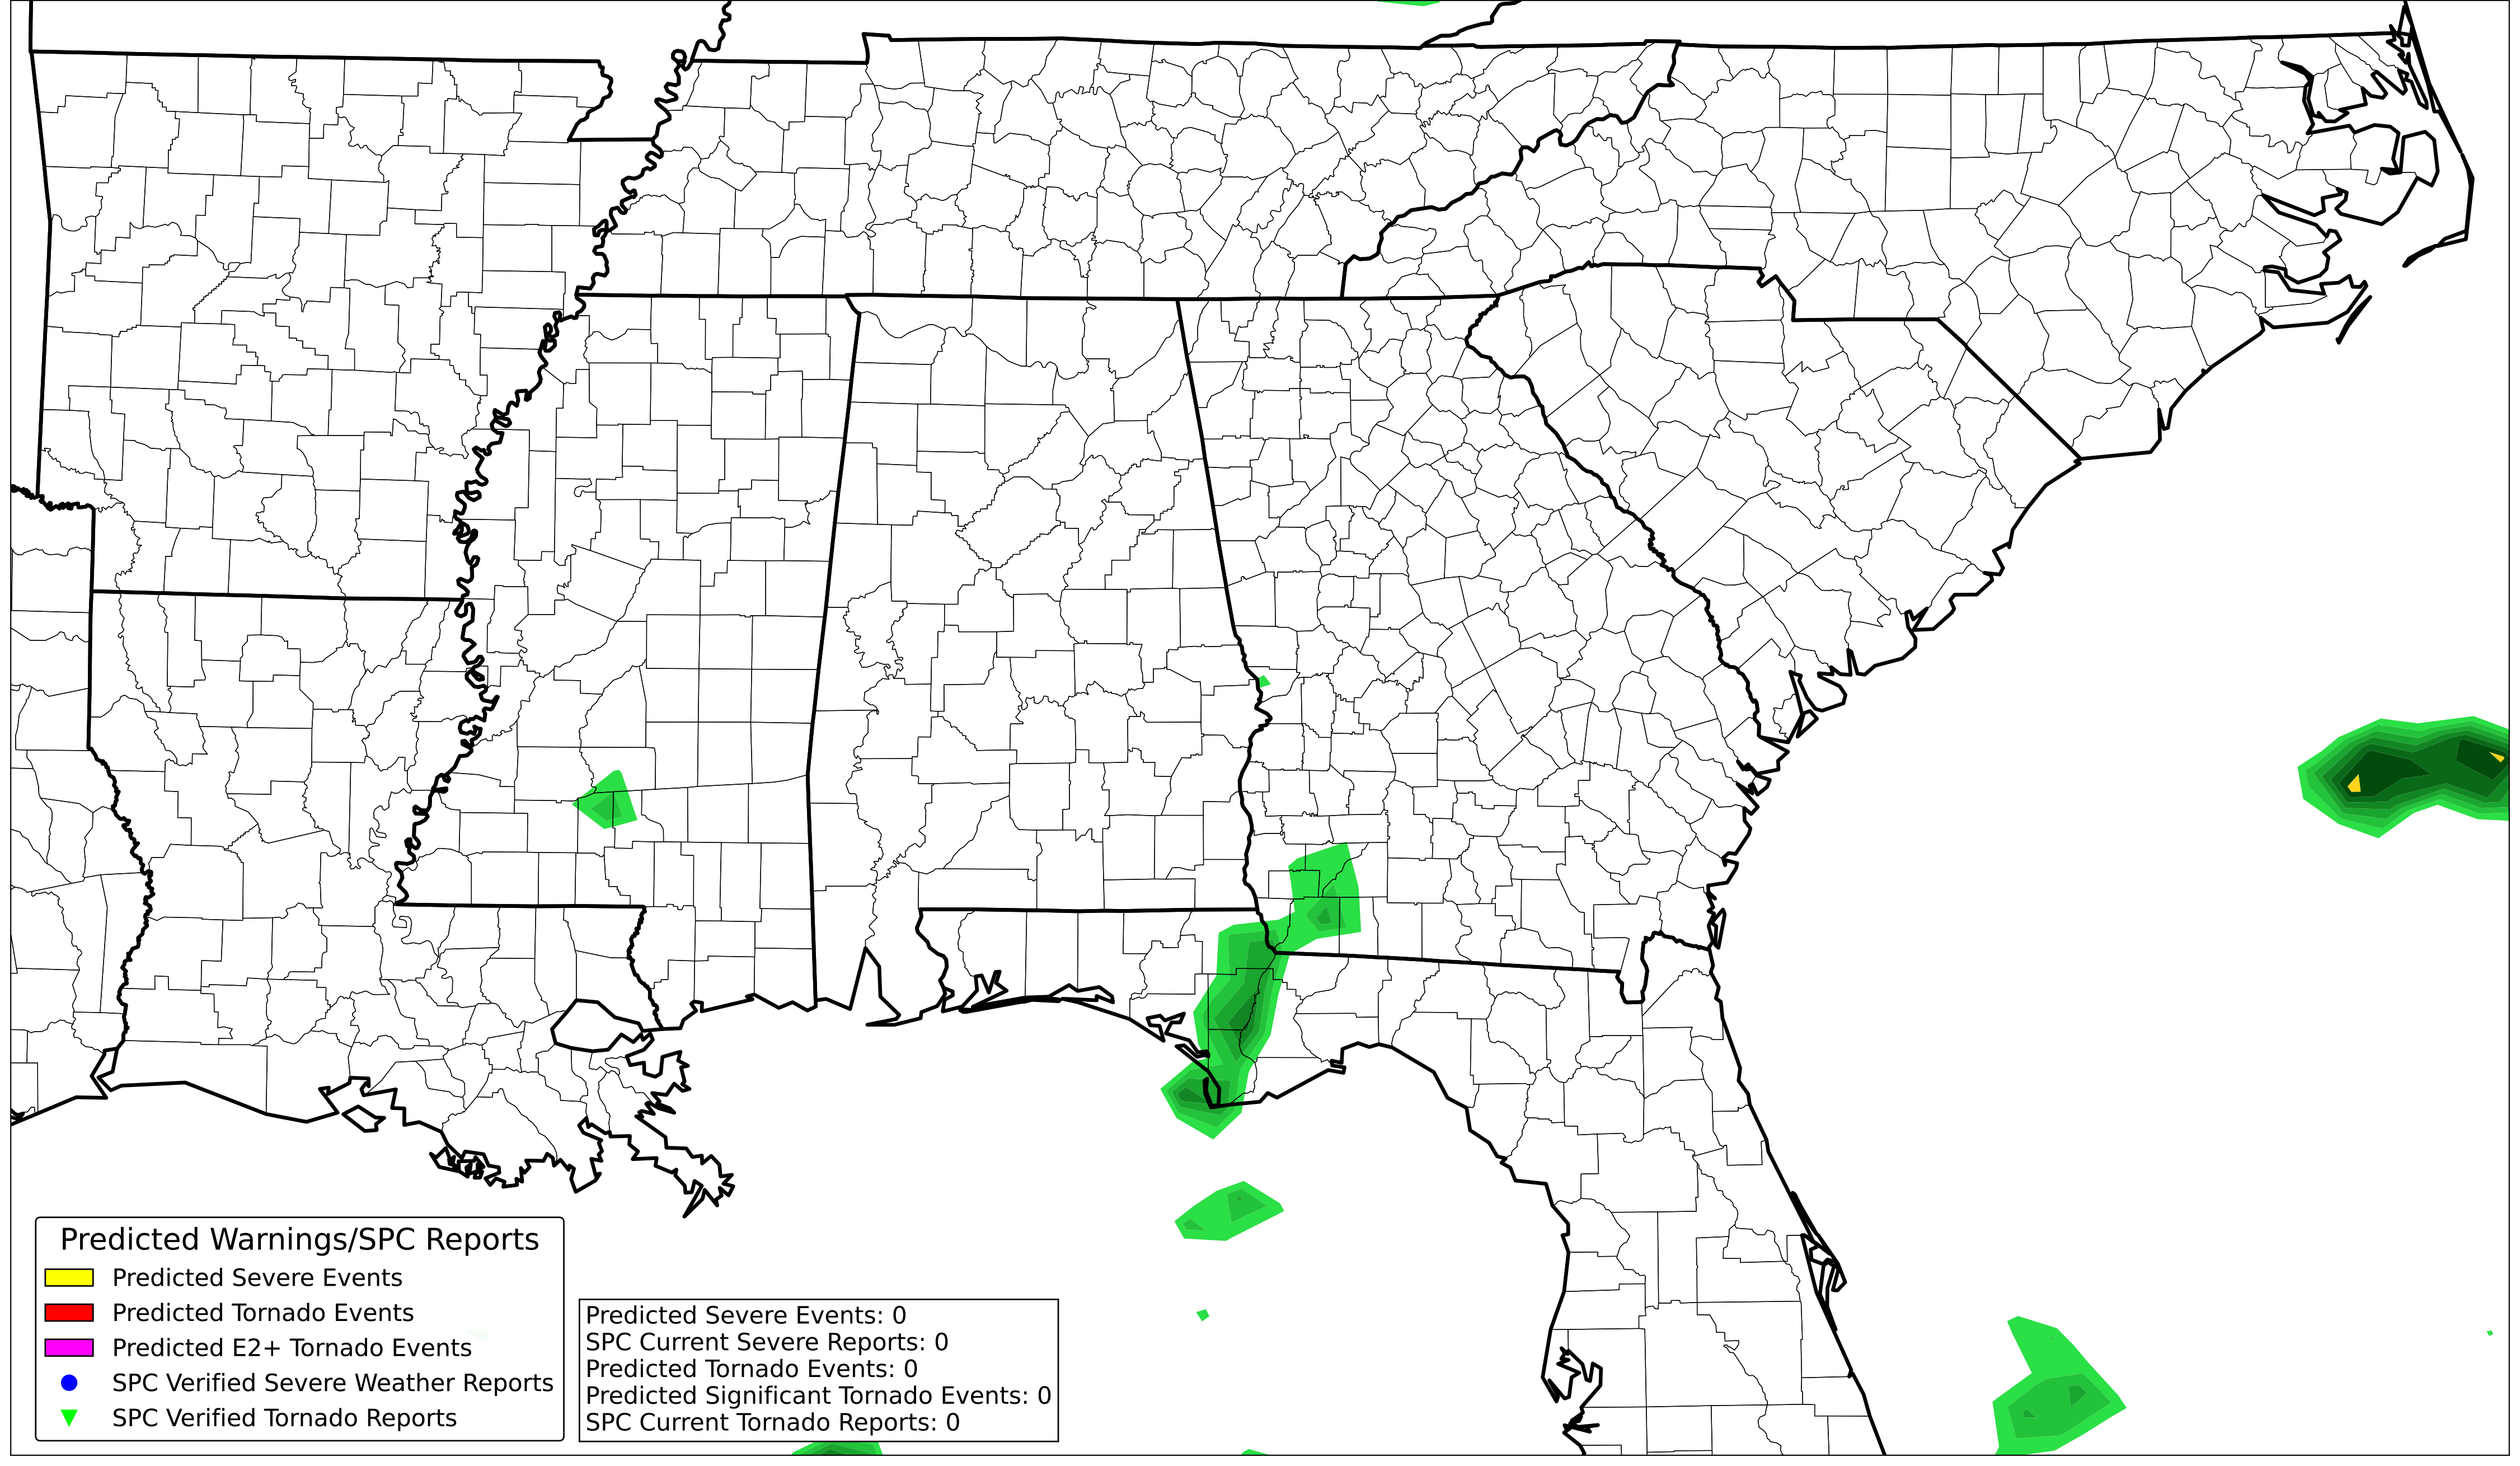 Predicted Warnings/SPC Reports
Predicted Severe Events
Predicted Tornado Events
Predicted E2+ Tornado Events
SPC Verified Severe Weather Reports
SPC Verified Tornado Reports
Predicted Severe Events: 0
SPC Current Severe Reports: 0
Predicted Tornado Events: 0
Predicted Significant Tornado Events: 0
SPC Current Tornado Reports: 0